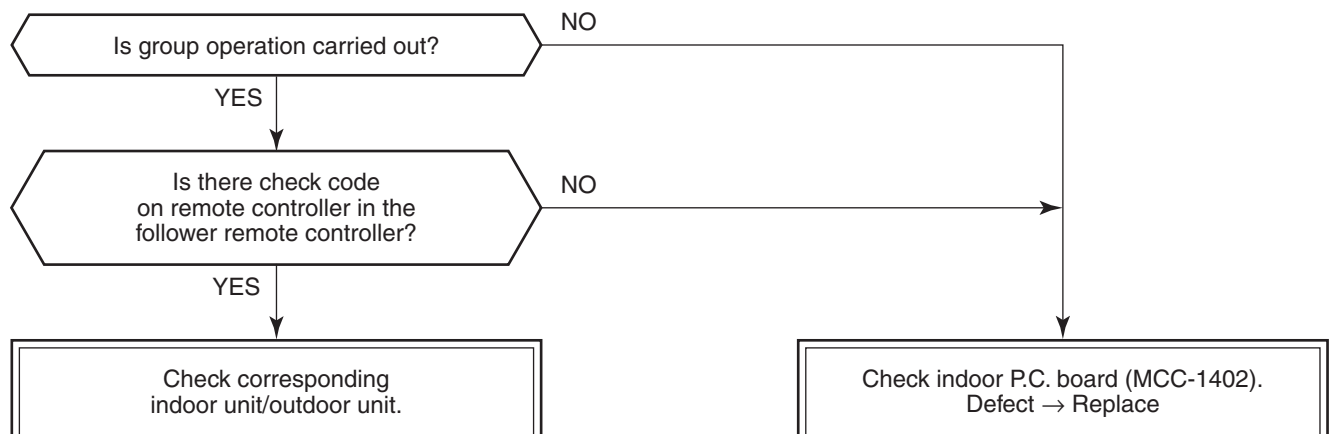 Is group operation carried out?
NO
YES
Is there check code
on remote controller in the
follower remote controller?
NO
YES
Check corresponding
indoor unit/outdoor unit.
Check indoor P.C. board (MCC-1402).
Defect → Replace